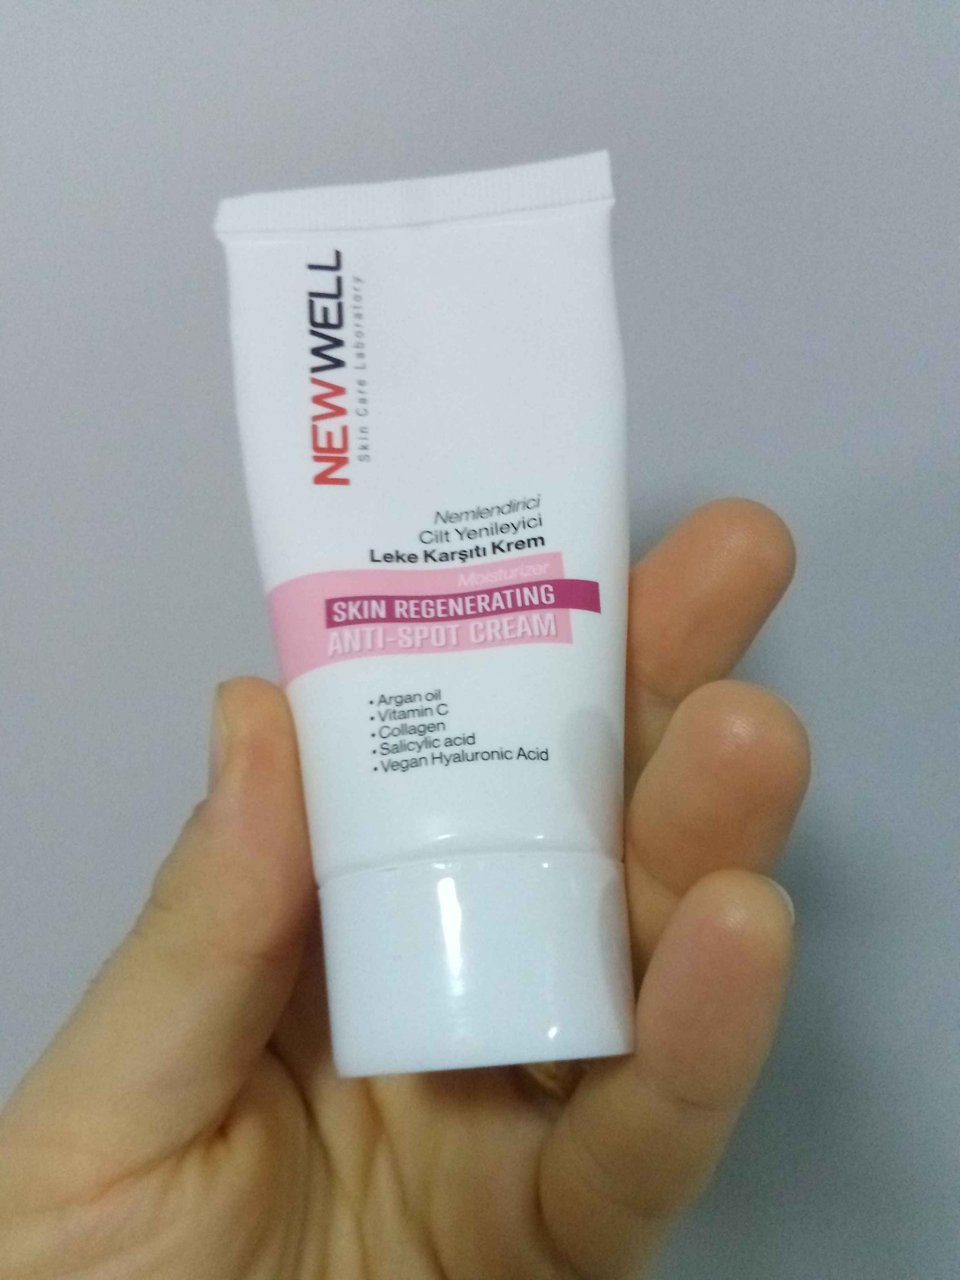 NEWWELL
Skin Care Laboratory
Nemlendirici
Cilt Yenileyici
Leke Karşıtı Krem
Moisturizer
SKIN REGENERATING
ANTI-SPOT CREAM
• Argan oil
• Vitamin C
• Collagen
• Salicylic acid
• Vegan Hyaluronic Acid